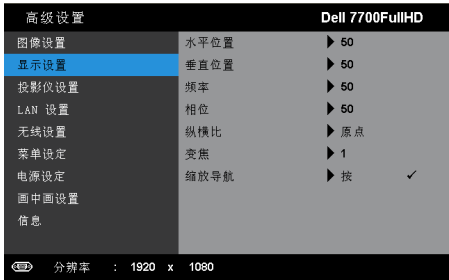 高级设置 Dell 7700FullHD
图像设置 水平位置 50
显示设置 垂直位置 50
投影仪设置 频率 50
LAN 设置 相位 50
无线设置 纵横比 原点
菜单设定 变焦 1
电源设定 缩放导航 按 ✓
画中画设置
信息
分辨率 : 1920 x 1080